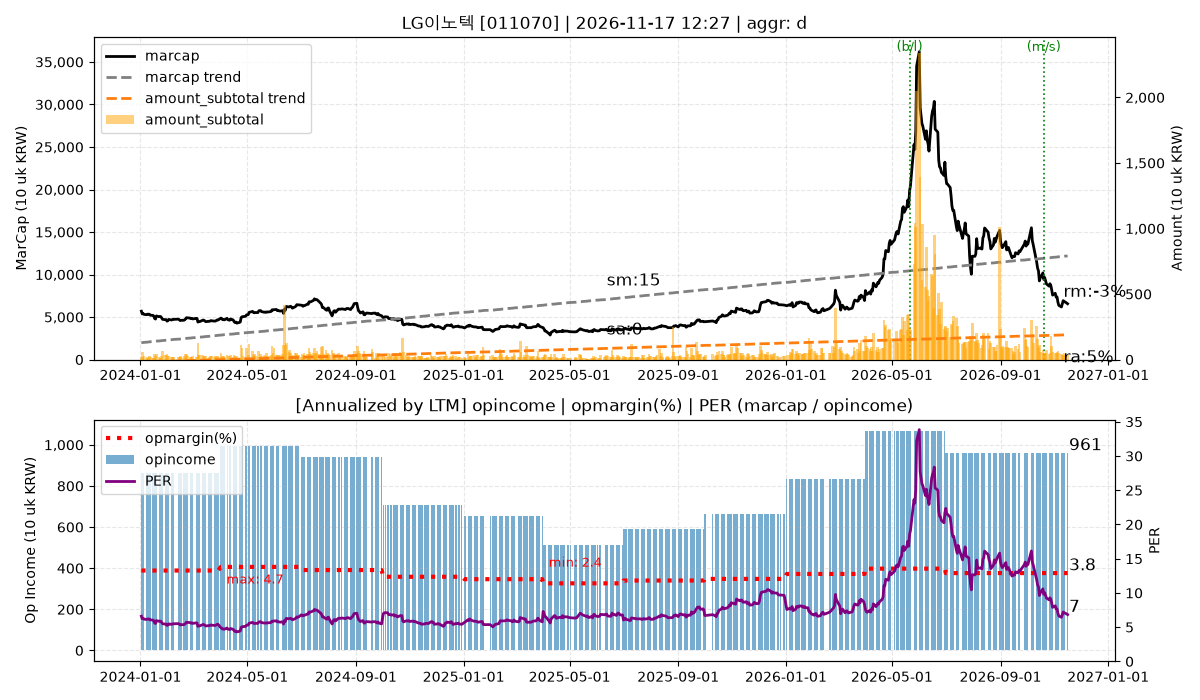 LG이노텍 [011070] | 2026-11-17 12:27 | aggr: d
marcap
marcap trend
amount_subtotal trend
amount_subtotal
(b/l)
(m/s)
35,000
30,000
25,000
20,000
15,000
10,000
5,000
0
MarCap (10 uk KRW)
2,000
1,500
1,000
500
0
Amount (10 uk KRW)
sm:15
sa:0
rm:-3%
ra:5%
2024-01-01
2024-05-01
2024-09-01
2025-01-01
2025-05-01
2025-09-01
2026-01-01
2026-05-01
2026-09-01
2027-01-01
[Annualized by LTM] opincome | opmargin(%) | PER (marcap / opincome)
opmargin(%)
opincome
PER
1,000
800
600
400
200
0
Op Income (10 uk KRW)
35
30
25
20
15
10
5
0
PER
max: 4.7
min: 2.4
961
3.8
7
2024-01-01
2024-05-01
2024-09-01
2025-01-01
2025-05-01
2025-09-01
2026-01-01
2026-05-01
2026-09-01
2027-01-01